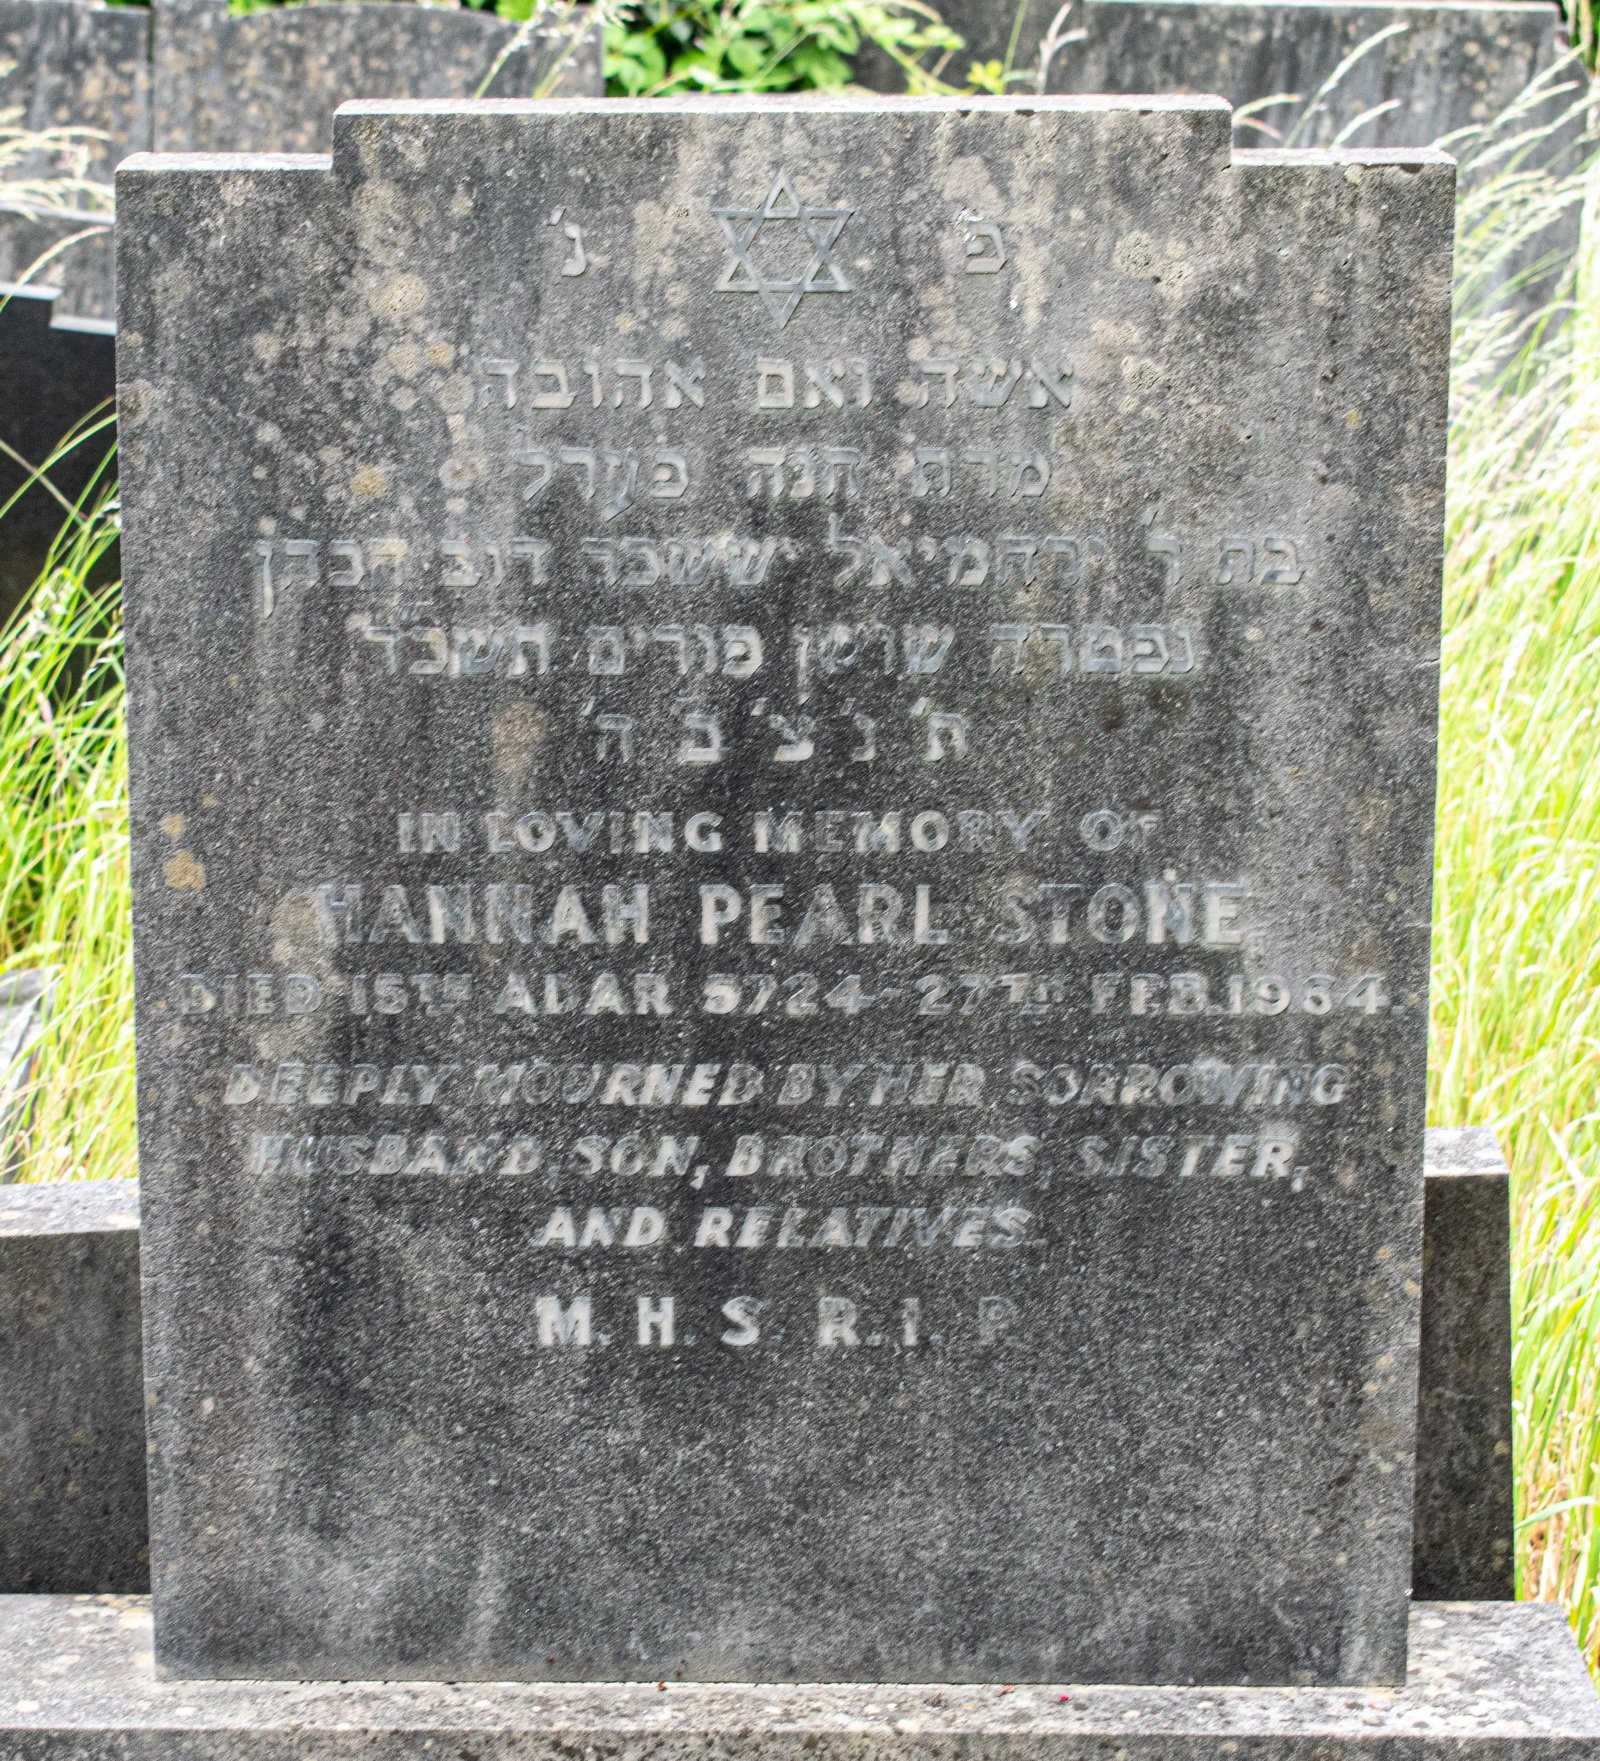 פ' נ'
אשה ואם אהובה
מרת חנה פערל
בת ר' ירחמיאל יששכר דוב הכהן
נפטרה שושן פורים תשכ"ד
ת' נ' צ' ב' ה'
IN LOVING MEMORY OF
HANNAH PEARL STONE,
DIED 15TH ADAR 5724-27TH FEB.1964.
DEEPLY MOURNED BY HER SORROWING
HUSBAND, SON, BROTHERS, SISTER,
AND RELATIVES.
M. H. S. R. I. P.